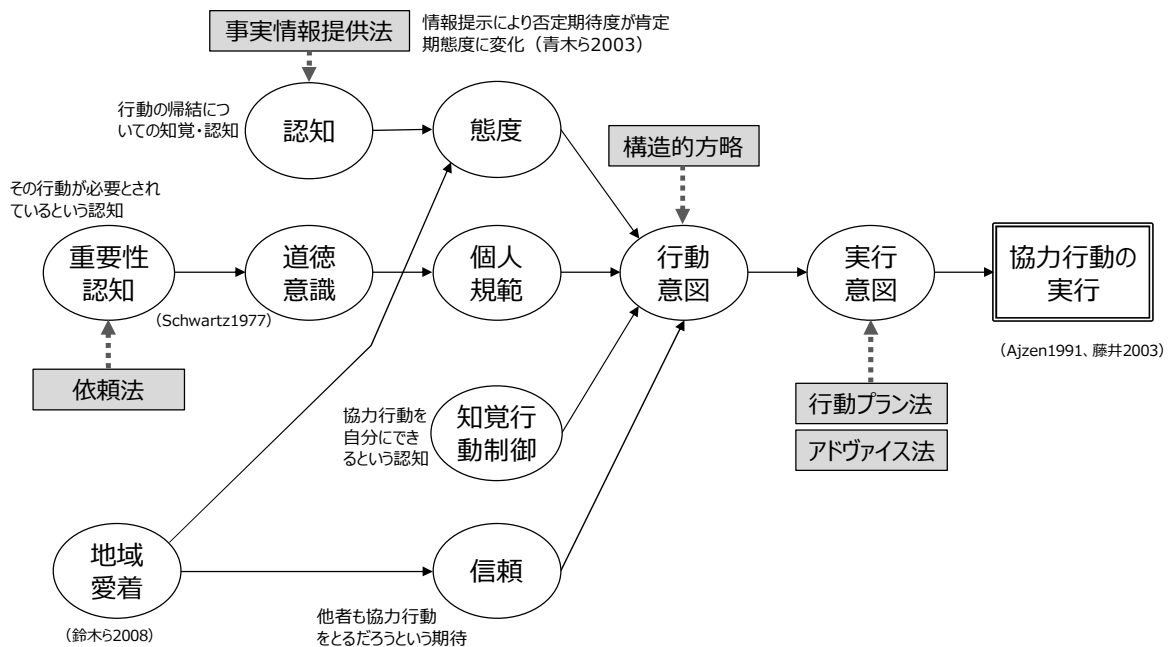 事実情報提供法
情報提示により否定期待度が肯定
期態度に変化（青木ら2003）
行動の帰結につ
いての知覚・認知
認知
態度
構造的方略
その行動が必要とされ
ているという認知
重要性
認知
道徳
意識
個人
規範
行動
意図
実行
意図
協力行動の
実行
（Schwartz1977）
（Ajzen1991、藤井2003）
依頼法
協力行動を
自分にでき
るという認知
知覚行
動制御
行動プラン法
アドヴァイス法
地域
愛着
信頼
（鈴木ら2008）
他者も協力行動
をとるだろうという期待